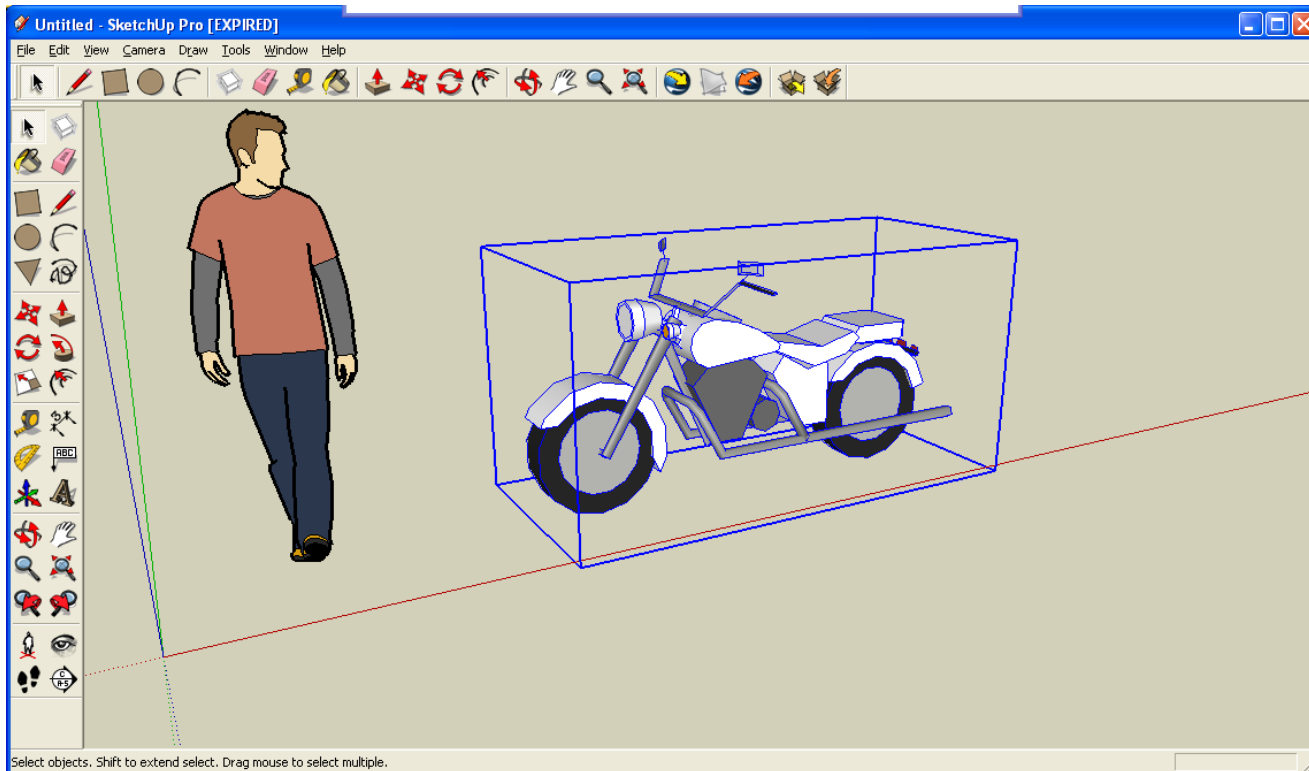 Untitled - SketchUp Pro [EXPIRED]
File Edit View Camera Draw Tools Window Help
ABC
A
Select objects. Shift to extend select. Drag mouse to select multiple.